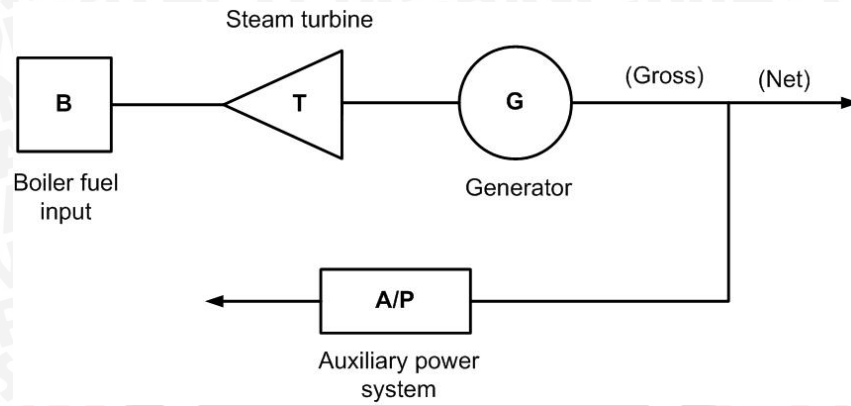 Steam turbine
B
T
G
(Gross)
(Net)
Boiler fuel
input
Generator
A/P
Auxiliary power
system